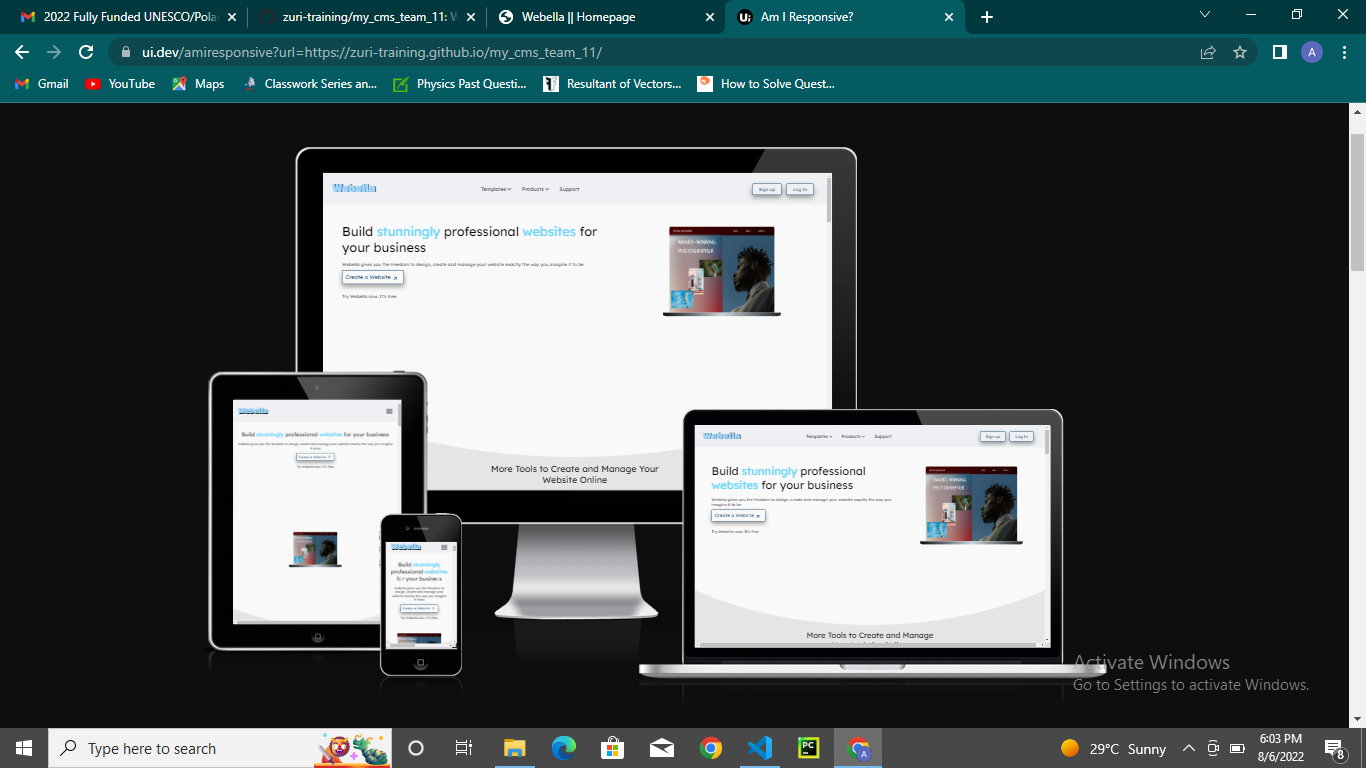 2022 Fully Funded UNESCO/Pola
zuri-training/my_cms_team_11: W
Webella || Homepage
Am I Responsive?
ui.dev/amiresponsive?url=https://zuri-training.github.io/my_cms_team_11/
A
Gmail
YouTube
Maps
Classwork Series an...
Physics Past Questi...
Resultant of Vectors...
How to Solve Quest...
Webella
Templates
Products
Support
Sign up
Log In
Build stunningly professional websites for
your business
Webella gives you the freedom to design, create and manage your website exactly the way you imagine it to be
Create a Website
Try Webella now. It's free
AWARD-WINNING
PHOTOGRAPHER
More Tools to Create and Manage Your
Website Online
Webella
Build stunningly professional websites for your business
Webella gives you the freedom to design, create and manage your website exactly the way you imagine
it to be
Create a Website
Try Webella now. It's free
Webella
Build stunningly
professional websites
for your business
Webella gives you the freedom to
design, create and manage your
website exactly the way you imagine
it to be
Create a Website
Try Webella now. It's free
Webella
Templates
Products
Support
Sign up
Log In
Build stunningly professional
websites for your business
Webella gives you the freedom to design, create and manage your website exactly the way you
imagine it to be
Create a Website
Try Webella now. It's free
AWARD-WINNING
PHOTOGRAPHER
More Tools to Create and Manage
Activate Windows
Go to Settings to activate Windows.
Type here to search
PC
A
29°C Sunny
6:03 PM
8/6/2022
8